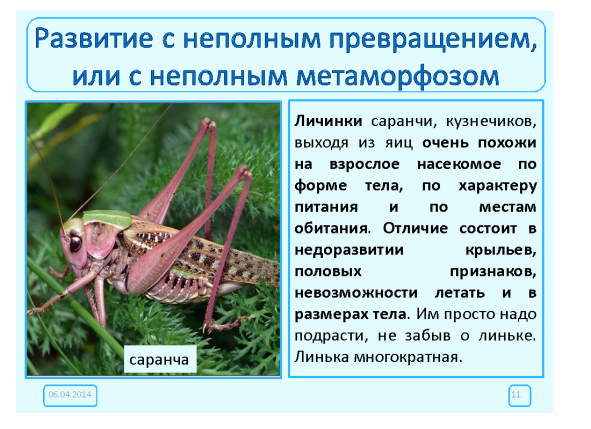 Развитие с неполным превращением,
или с неполным метаморфозом
Личинки саранчи, кузнечиков,
выходя из яиц очень похожи
на взрослое насекомое по
форме тела, по характеру
питания и по местам
обитания. Отличие состоит в
недоразвитии крыльев,
половых признаков,
невозможности летать и в
размерах тела. Им просто надо
подрасти, не забыв о линьке.
Линька многократная.
саранча
06.04.2014
11